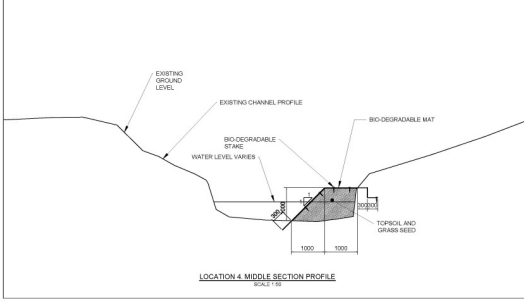 EXISTING
GROUND
LEVEL
EXISTING CHANNEL PROFILE
BIO-DEGRADABLE MAT
BIO-DEGRADABLE
STAKE
WATER LEVEL VARIES
1
1
300
300 300
TOPSOIL AND
GRASS SEED
1000 1000
LOCATION 4. MIDDLE SECTION PROFILE
SCALE 1:50